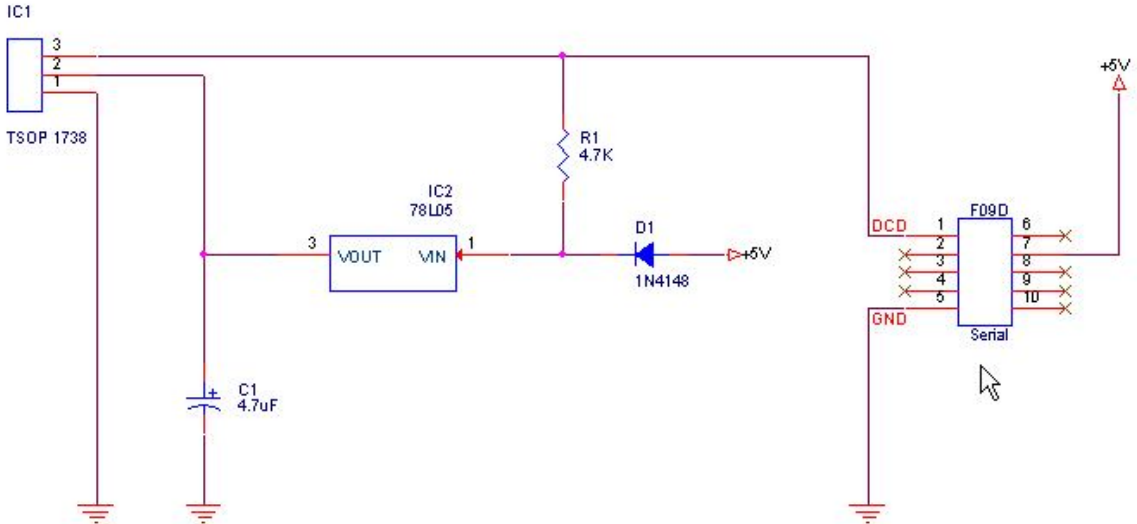 IC1
3
2
1
TSOP 1738
R1
4.7K
+5V
IC2
78L05
3
VOUT
VIN
1
D1
+5V
1N4148
F09D
DCD
1
6
2
7
3
8
4
9
5
10
GND
Serial
+
C1
4.7uF